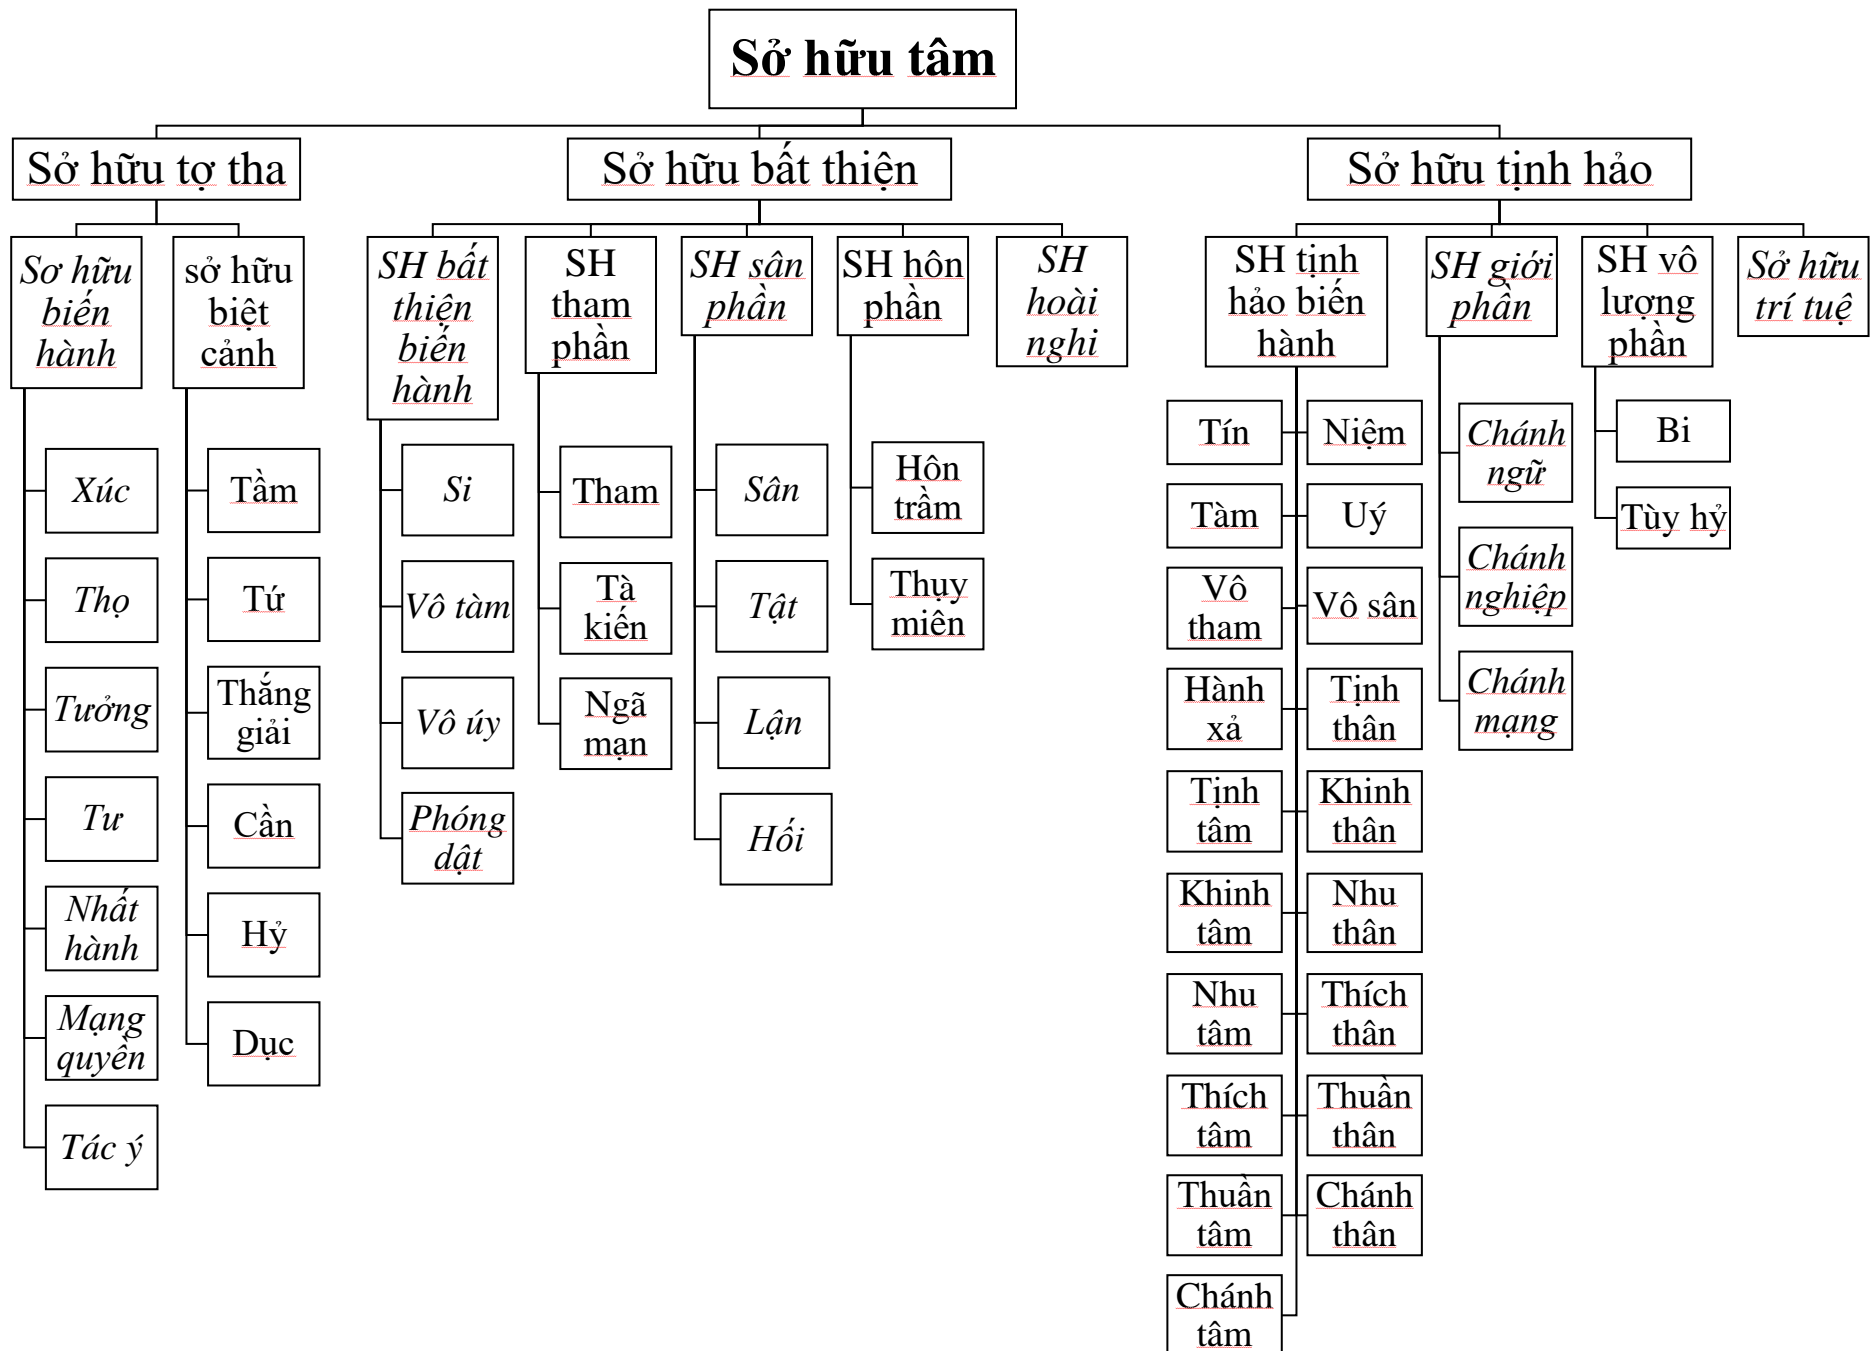 Sở hữu tâm
Sở hữu tợ tha
Sở hữu bất thiện
Sở hữu tịnh hảo
Sơ hữu
biến
hành
sở hữu
biệt
cảnh
SH bất
thiện
biến
hành
SH
tham
phần
SH sân
phần
SH hôn
phần
SH
hoài
nghi
SH tịnh
hảo biến
hành
SH giới
phần
SH vô
lượng
phần
Sở hữu
trí tuệ
Xúc
Thọ
Tưởng
Tư
Nhất
hành
Mạng
quyền
Tác ý
Tầm
Tứ
Thắng
giải
Cần
Hỷ
Dục
Si
Vô tàm
Vô úy
Phóng
dật
Tham
Tà
kiến
Ngã
mạn
Sân
Tật
Lận
Hối
Hôn
trầm
Thụy
miên
Tín
Niệm
Tàm
Uý
Vô
tham
Vô sân
Hành
xả
Tịnh
thân
Tịnh
tâm
Khinh
thân
Khinh
tâm
Nhu
thân
Nhu
tâm
Thích
thân
Thích
tâm
Thuần
thân
Thuần
tâm
Chánh
thân
Chánh
tâm
Chánh
ngữ
Chánh
nghiệp
Chánh
mạng
Bi
Tùy hỷ